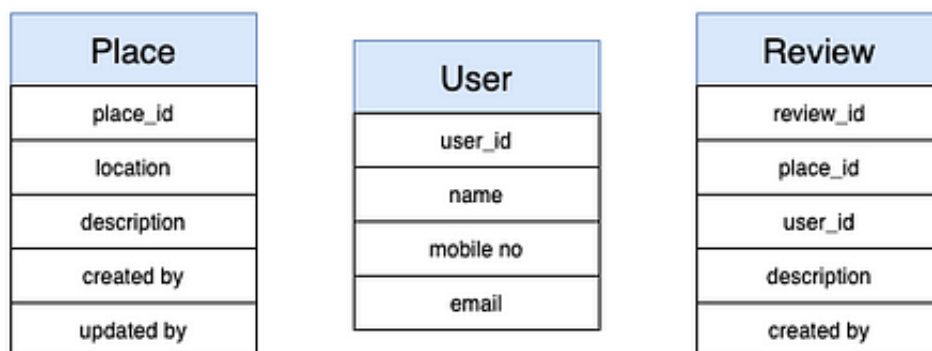 Place
place_id
location
description
created by
updated by
User
user_id
name
mobile no
email
Review
review_id
place_id
user_id
description
created by